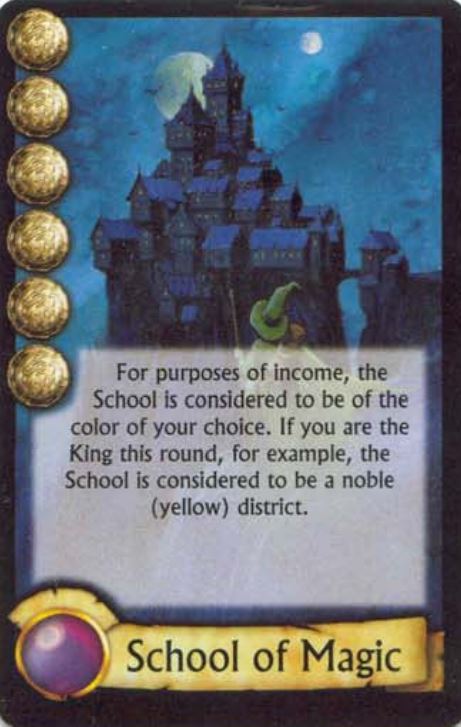 For purposes of income, the
School is considered to be of the
color of your choice. If you are the
King this round, for example, the
School is considered to be a noble
(yellow) district.
School of Magic